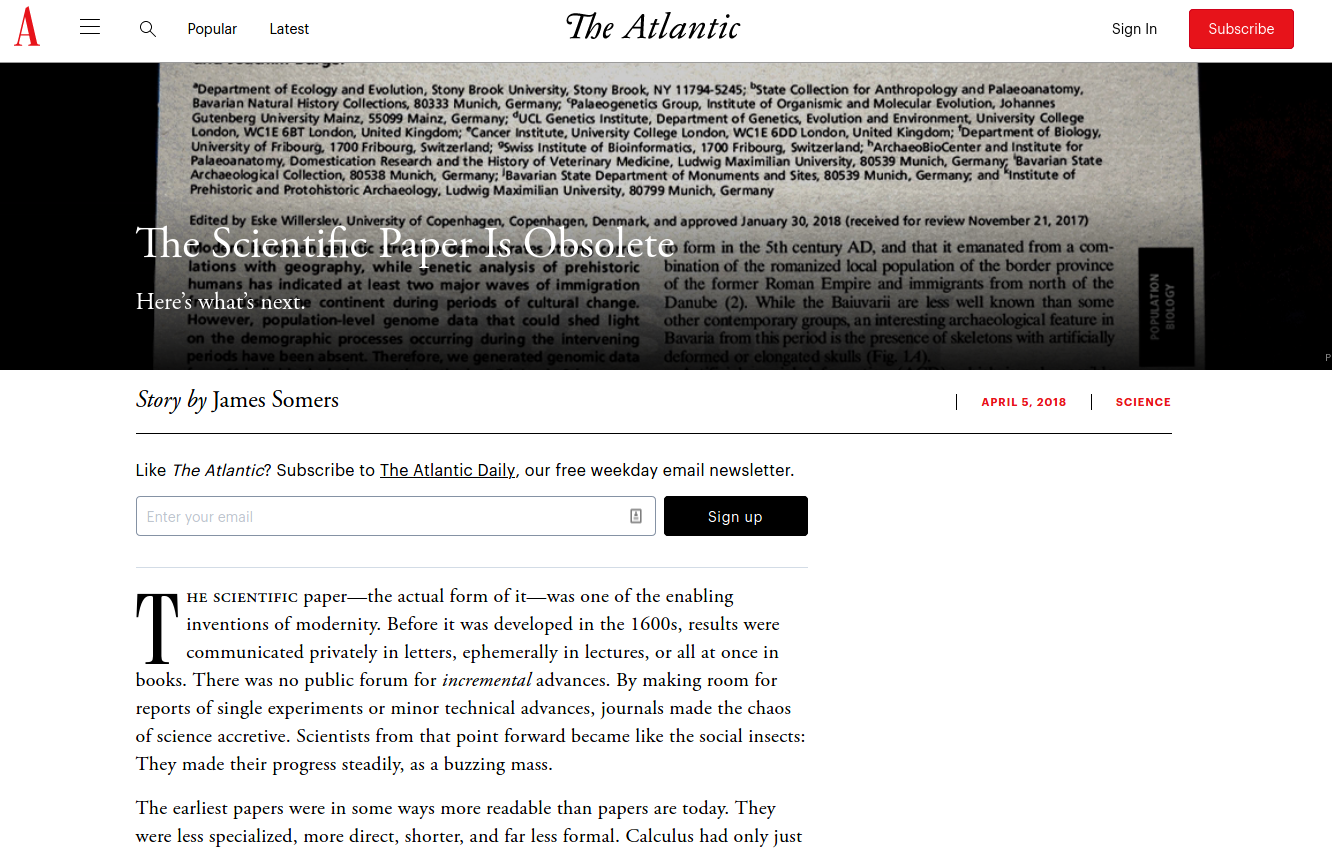 A
Popular
Latest
The Atlantic
Sign In
Subscribe
aDepartment of Ecology and Evolution, Stony Brook University, Stony Brook, NY 11794-5245; bState Collection for Anthropology and Palaeoanatomy,
Bavarian Natural History Collections, 80333 Munich, Germany; cPalaeogenetics Group, Institute of Organismic and Molecular Evolution, Johannes
Gutenberg University Mainz, 55099 Mainz, Germany; dUCL Genetics Institute, Department of Genetics, Evolution and Environment, University College
London, WC1E 6BT London, United Kingdom; eCancer Institute, University College London, WC1E 6DD London, United Kingdom; fDepartment of Biology,
University of Fribourg, 1700 Fribourg, Switzerland; gSwiss Institute of Bioinformatics, 1700 Fribourg, Switzerland; hArchaeoBioCenter and Institute for
Palaeoanatomy, Domestication Research and the History of Veterinary Medicine, Ludwig Maximilian University, 80539 Munich, Germany; iBavarian State
Archaeological Collection, 80538 Munich, Germany; jBavarian State Department of Monuments and Sites, 80539 Munich, Germany; and kInstitute of
Prehistoric and Protohistoric Archaeology, Ludwig Maximilian University, 80799 Munich, Germany
Edited by Eske Willerslev, University of Copenhagen, Copenhagen, Denmark, and approved January 30, 2018 (received for review November 21, 2017)
The Scientific Paper Is Obsolete
Here's what's next.
lations with geography, while genetic analysis of prehistoric
humans has indicated at least two major waves of immigration
continent during periods of cultural change.
However, population-level genome data that could shed light
on the demographic processes occurring during the intervening
periods have been absent. Therefore, we generated genomic data
to form in the 5th century AD, and that it emanated from a com-
bination of the romanized local population of the border province
of the former Roman Empire and immigrants from north of the
Danube (2). While the Baiuvarii are less well known than some
other contemporary groups, an interesting archaeological feature in
Bavaria from this period is the presence of skeletons with artificially
deformed or elongated skulls (Fig. 1A).
POPULATION
BIOLOGY
P
Story by James Somers
APRIL 5, 2018
SCIENCE
Like The Atlantic? Subscribe to The Atlantic Daily, our free weekday email newsletter.
Enter your email
Sign up
THE SCIENTIFIC paper—the actual form of it—was one of the enabling
inventions of modernity. Before it was developed in the 1600s, results were
communicated privately in letters, ephemerally in lectures, or all at once in
books. There was no public forum for incremental advances. By making room for
reports of single experiments or minor technical advances, journals made the chaos
of science accretive. Scientists from that point forward became like the social insects:
They made their progress steadily, as a buzzing mass.
The earliest papers were in some ways more readable than papers are today. They
were less specialized, more direct, shorter, and far less formal. Calculus had only just